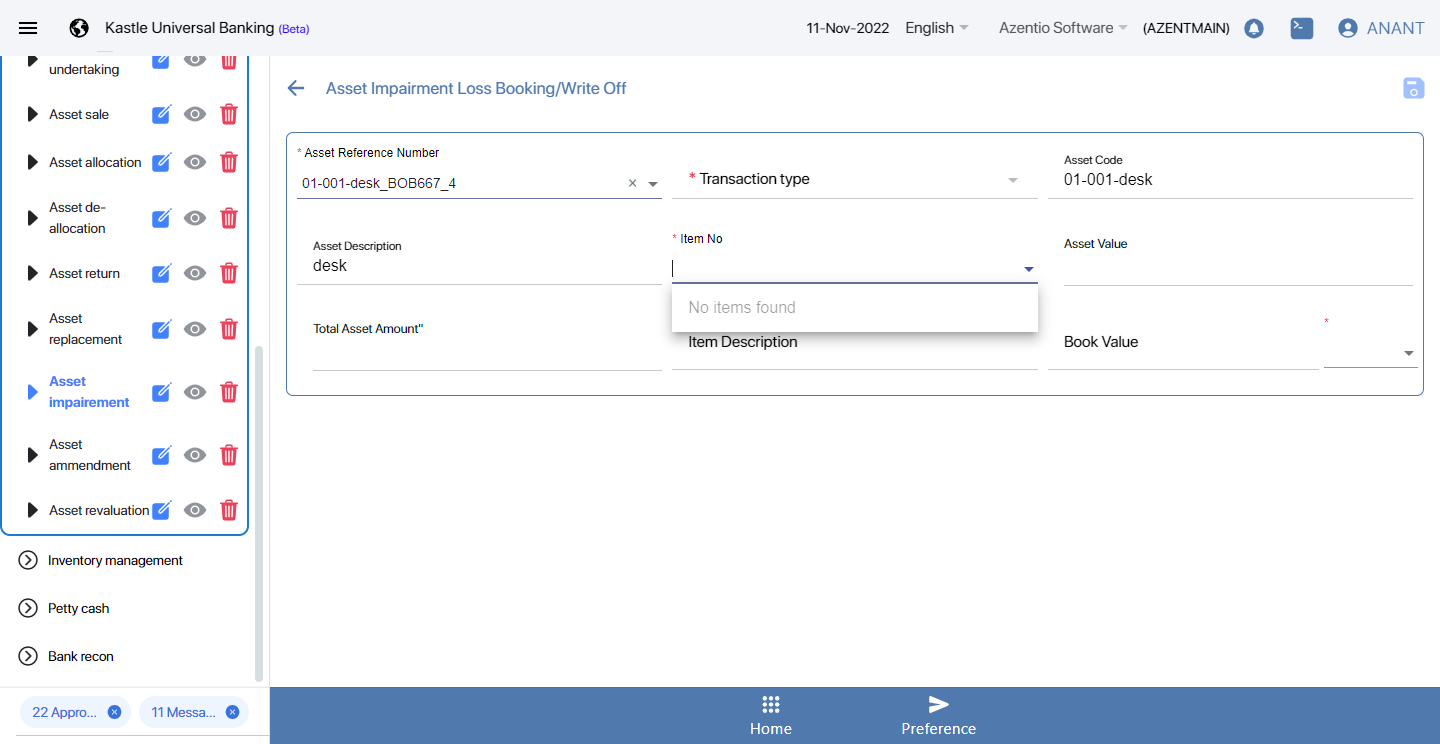 Kastle Universal Banking (Beta)
11-Nov-2022
English
Azentio Software
(AZENTMAIN)
ANANT
undertaking
Asset sale
Asset allocation
Asset de-
allocation
Asset return
Asset
replacement
Asset
impairement
Asset
ammendment
Asset revaluation
Inventory management
Petty cash
Bank recon
22 Appro...
11 Messa...
Asset Impairment Loss Booking/Write Off
* Asset Reference Number
01-001-desk_BOB667_4
* Transaction type
Asset Code
01-001-desk
Asset Description
desk
* Item No
No items found
Asset Value
Total Asset Amount"
Item Description
Book Value
*
Home
Preference